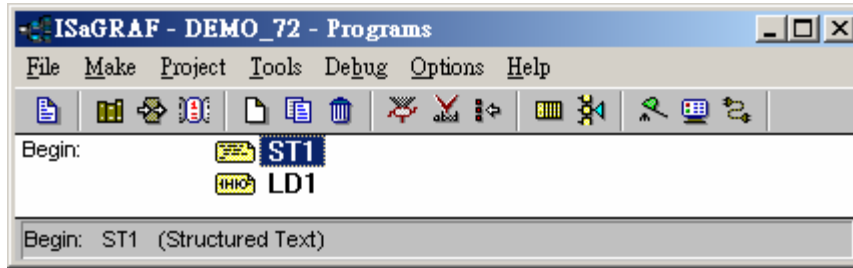 ISaGRAF - DEMO_72 - Programs
File Make Project Tools Debug Options Help
Begin: ST1
LD1
Begin: ST1 (Structured Text)